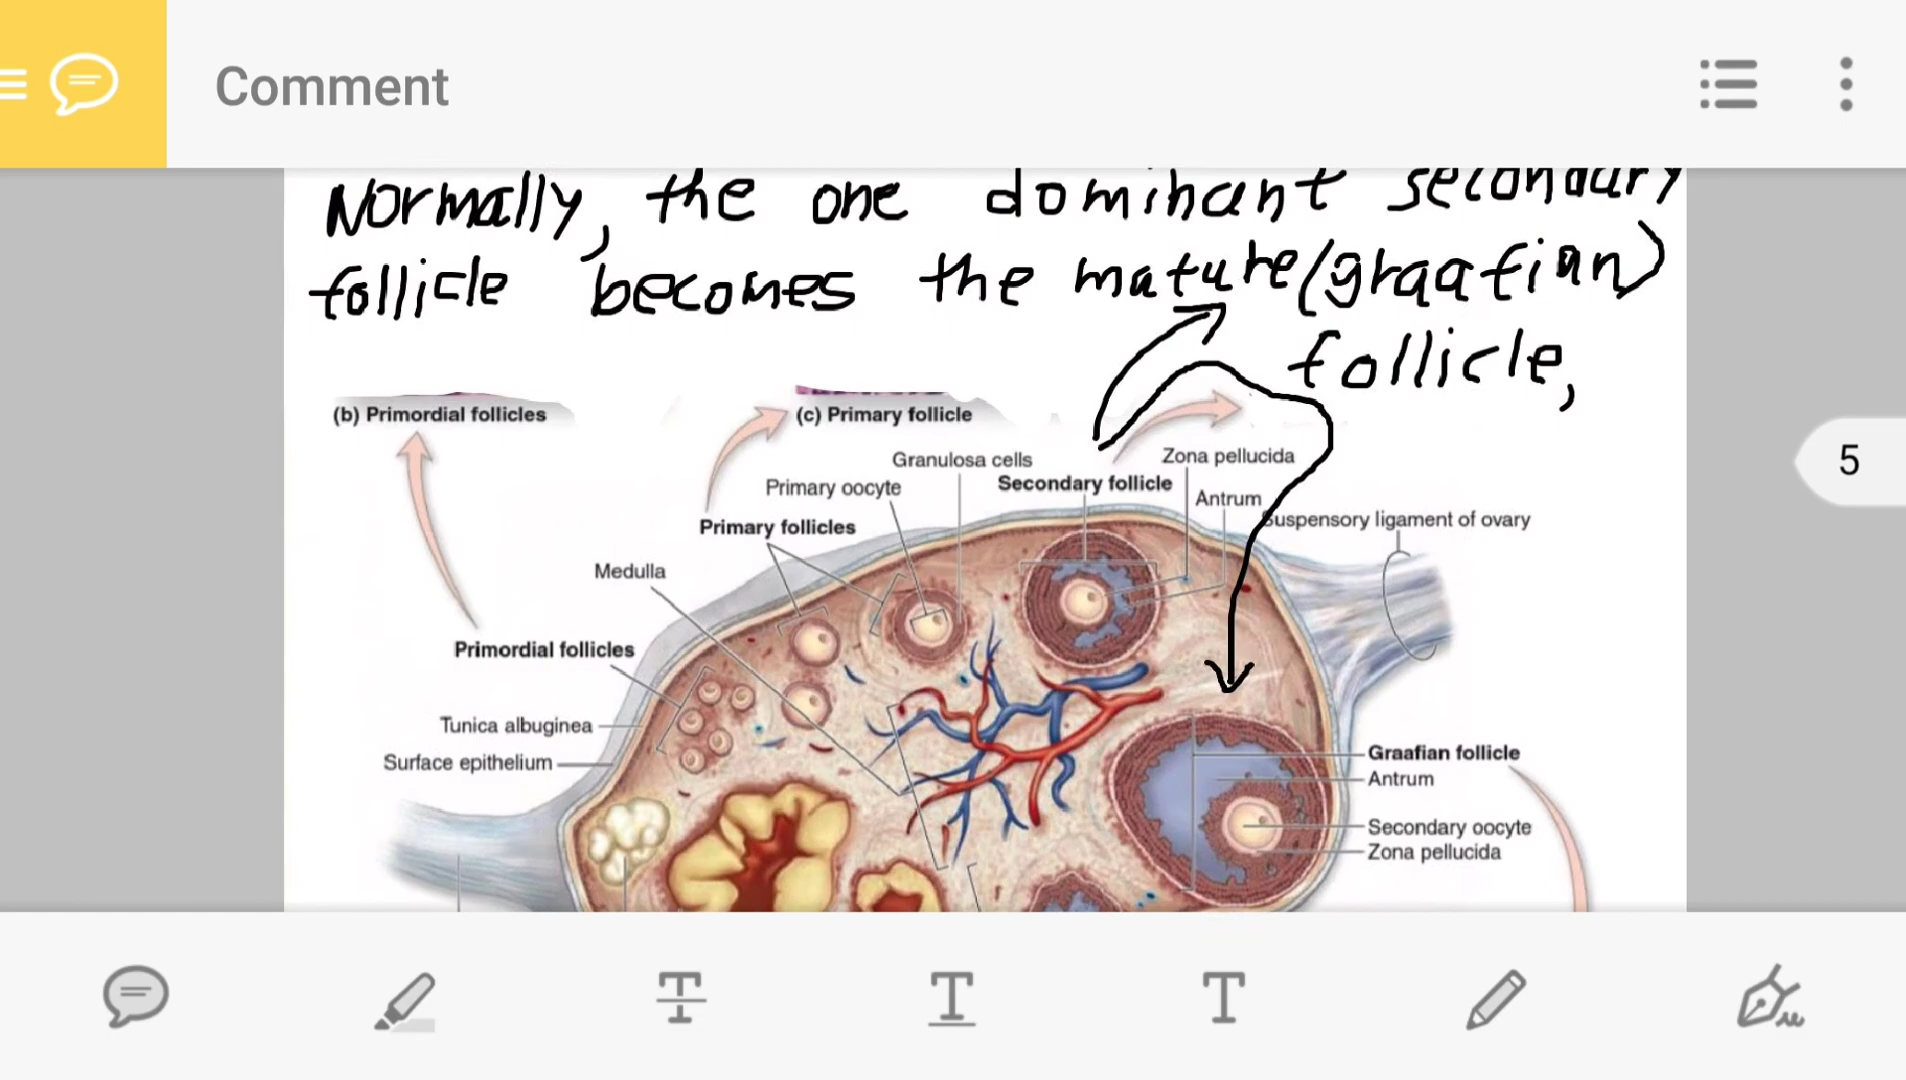 Comment
Normally, the one dominant secondary
follicle becomes the mature(graafian)
follicle,
(b) Primordial follicles
(c) Primary follicle
Granulosa cells
Zona pellucida
Primary oocyte
Secondary follicle
Antrum
Primary follicles
Suspensory ligament of ovary
Medulla
Primordial follicles
Tunica albuginea
Surface epithelium
Graafian follicle
Antrum
Secondary oocyte
Zona pellucida
5